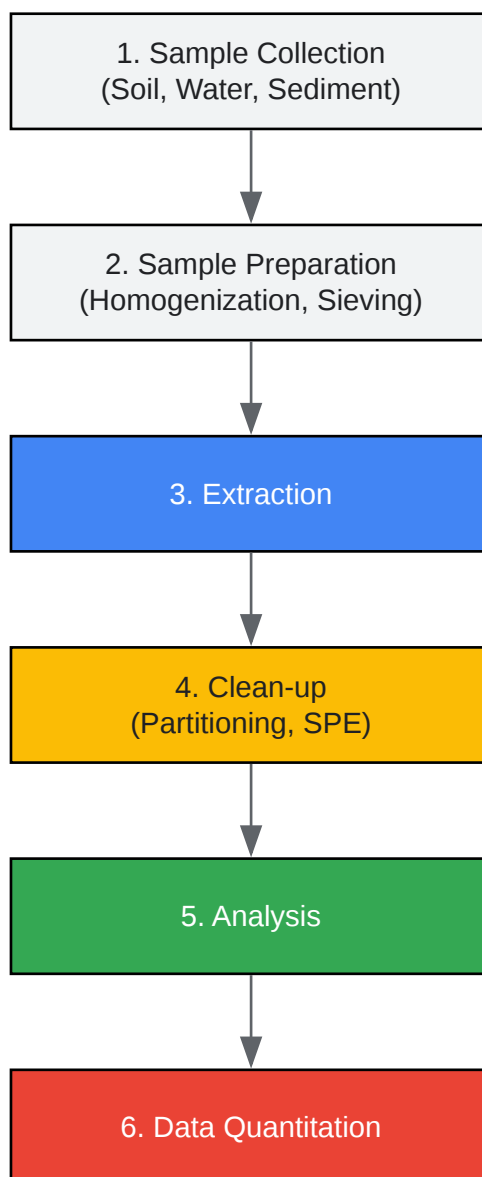 1. Sample Collection
(Soil, Water, Sediment)
2. Sample Preparation
(Homogenization, Sieving)
3. Extraction
4. Clean-up
(Partitioning, SPE)
5. Analysis
6. Data Quantitation